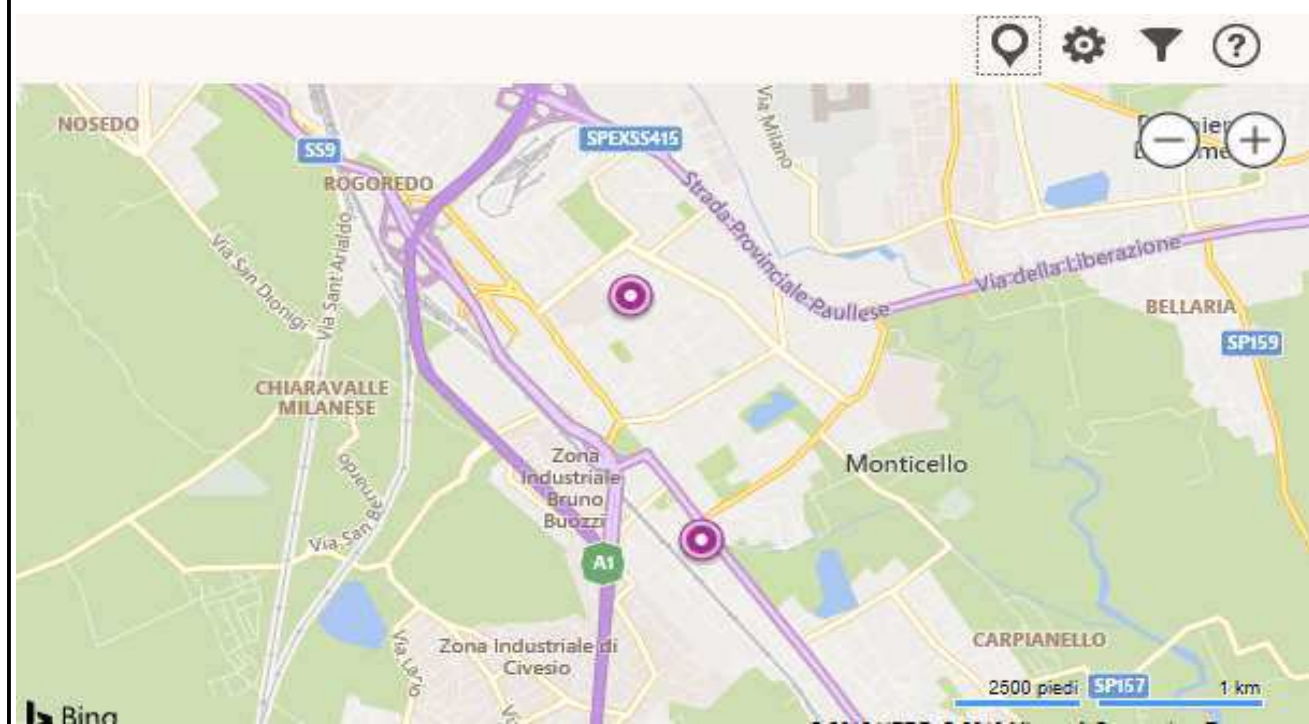 ?
NOSEDO
SS9
SPEXSS415
Via Milano
ROGOREDO
Via San Dionigi
Via Sant'Arialdo
Strada Provinciale Paullese
Via della Liberazione
BELLARIA
SP159
CHIARAVALLE
MILANESE
Zona
Industriale
Bruno
Buozzi
Monticello
Via San Bernardo
A1
Zona Industriale di
Civesio
Via Lario
CARPIANELLO
2500 piedi
SP157
1 km
Bing